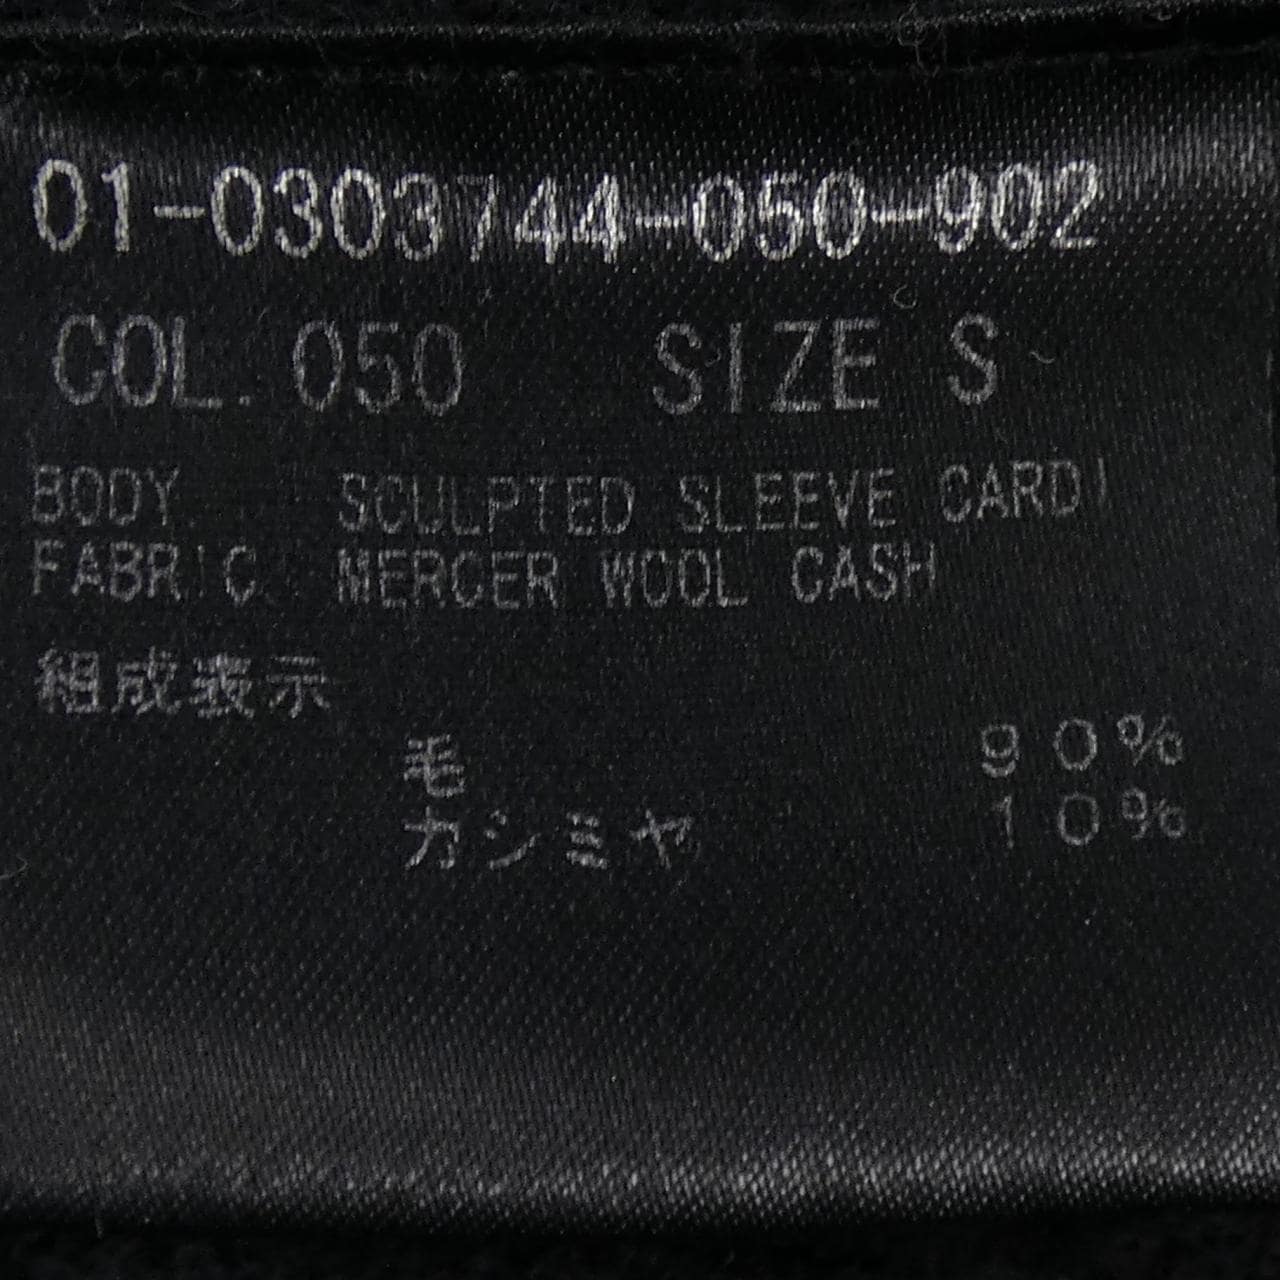 01-0303744-050-902
COL. 050 SIZE S
BODY SCULPTED SLEEVE CARDI
FABRIC MERCER WOOL CASH
組成表示
毛 90%
カシミヤ 10%